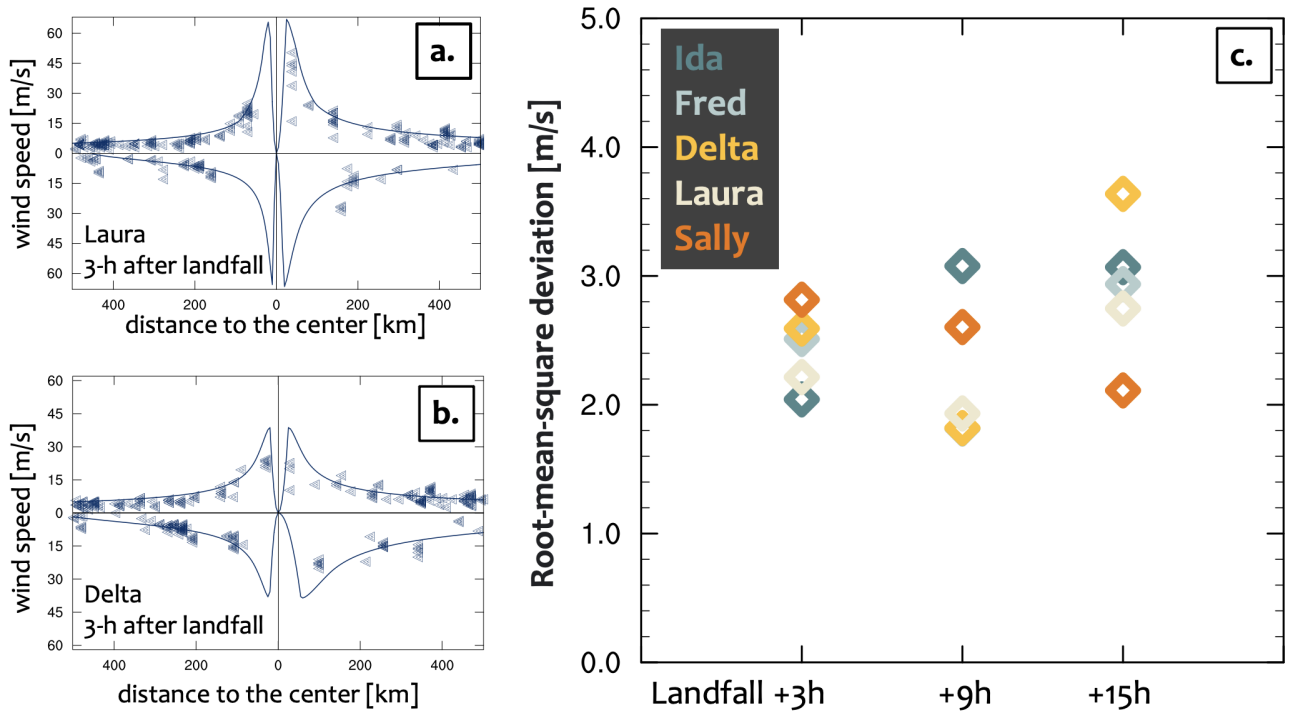 a.
wind speed [m/s]
60
45
30
15
0
15
30
45
60
Laura
3-h after landfall
400
200
0
200
400
distance to the center [km]
b.
wind speed [m/s]
60
45
30
15
0
15
30
45
60
Delta
3-h after landfall
400
200
0
200
400
distance to the center [km]
c.
Root-mean-square deviation [m/s]
5.0
4.0
3.0
2.0
1.0
0.0
Ida
Fred
Delta
Laura
Sally
Landfall +3h
+9h
+15h